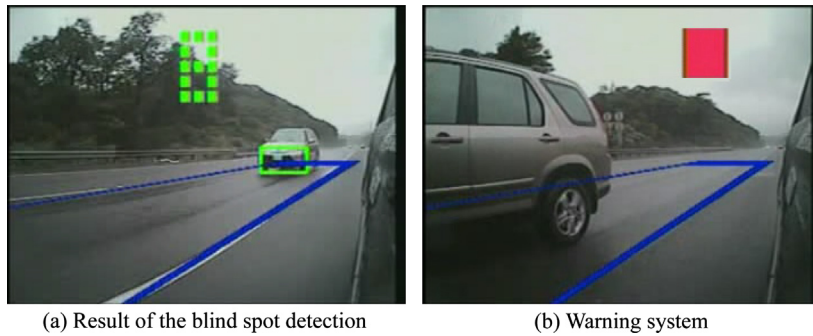 (a) Result of the blind spot detection
(b) Warning system